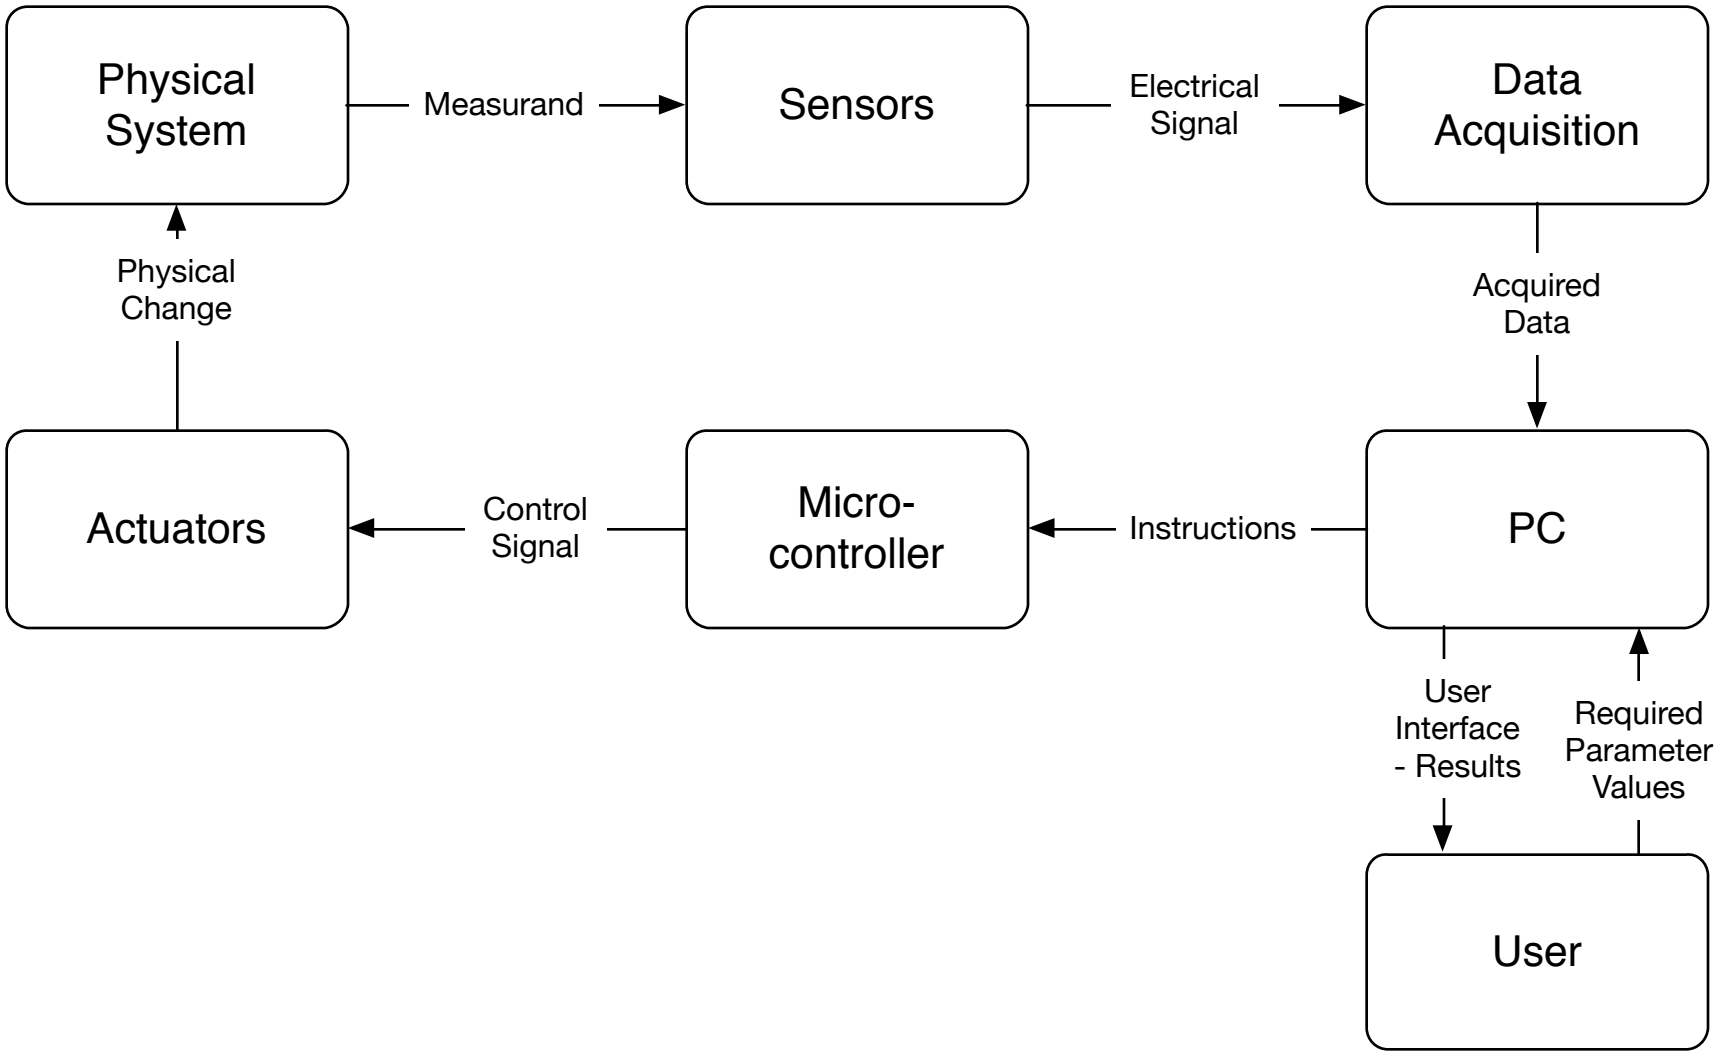 Physical
System
Measurand
Sensors
Electrical
Signal
Data
Acquisition
Physical
Change
Acquired
Data
Actuators
Control
Signal
Micro-
controller
Instructions
PC
User
Interface
- Results
Required
Parameter
Values
User